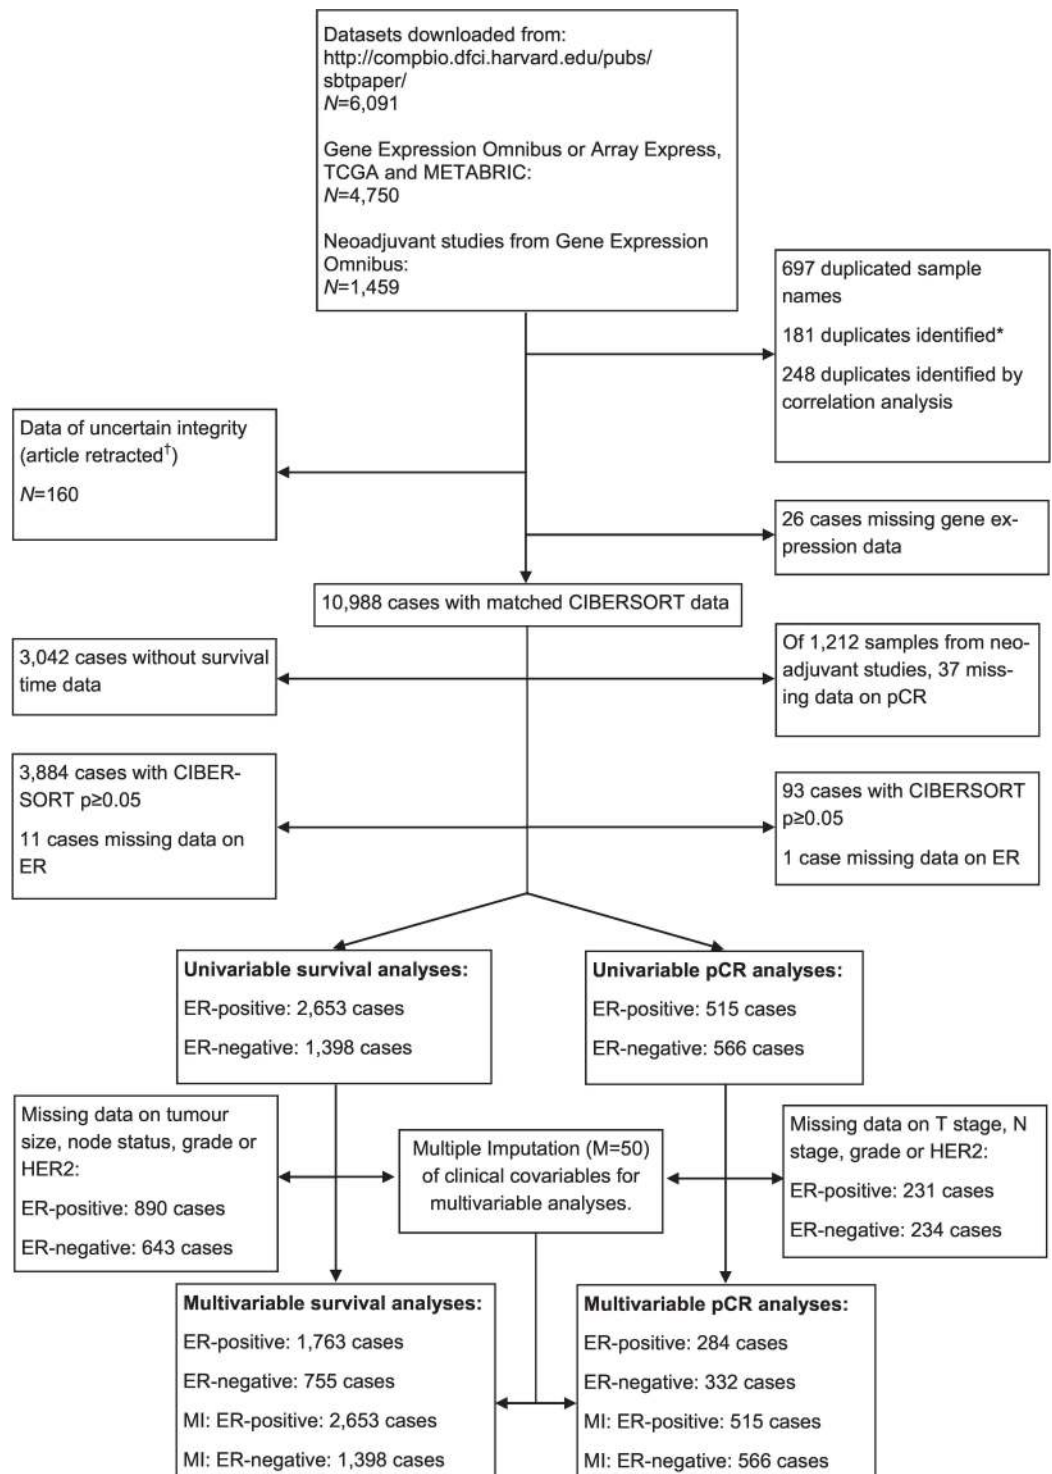 Datasets downloaded from:
http://compbio.dfci.harvard.edu/pubs/
sbtpaper/
N=6,091
Gene Expression Omnibus or Array Express,
TCGA and METABRIC:
N=4,750
Neoadjuvant studies from Gene Expression
Omnibus:
N=1,459
697 duplicated sample
names
181 duplicates identified*
248 duplicates identified by
correlation analysis
Data of uncertain integrity
(article retracted†)
N=160
26 cases missing gene ex-
pression data
10,988 cases with matched CIBERSORT data
3,042 cases without survival
time data
Of 1,212 samples from neo-
adjuvant studies, 37 miss-
ing data on pCR
3,884 cases with CIBER-
SORT p≥0.05
11 cases missing data on
ER
93 cases with CIBERSORT
p≥0.05
1 case missing data on ER
Univariable survival analyses:
ER-positive: 2,653 cases
ER-negative: 1,398 cases
Univariable pCR analyses:
ER-positive: 515 cases
ER-negative: 566 cases
Missing data on tumour
size, node status, grade or
HER2:
ER-positive: 890 cases
ER-negative: 643 cases
Multiple Imputation (M=50)
of clinical covariables for
multivariable analyses.
Missing data on T stage, N
stage, grade or HER2:
ER-positive: 231 cases
ER-negative: 234 cases
Multivariable survival analyses:
ER-positive: 1,763 cases
ER-negative: 755 cases
MI: ER-positive: 2,653 cases
MI: ER-negative: 1,398 cases
Multivariable pCR analyses:
ER-positive: 284 cases
ER-negative: 332 cases
MI: ER-positive: 515 cases
MI: ER-negative: 566 cases